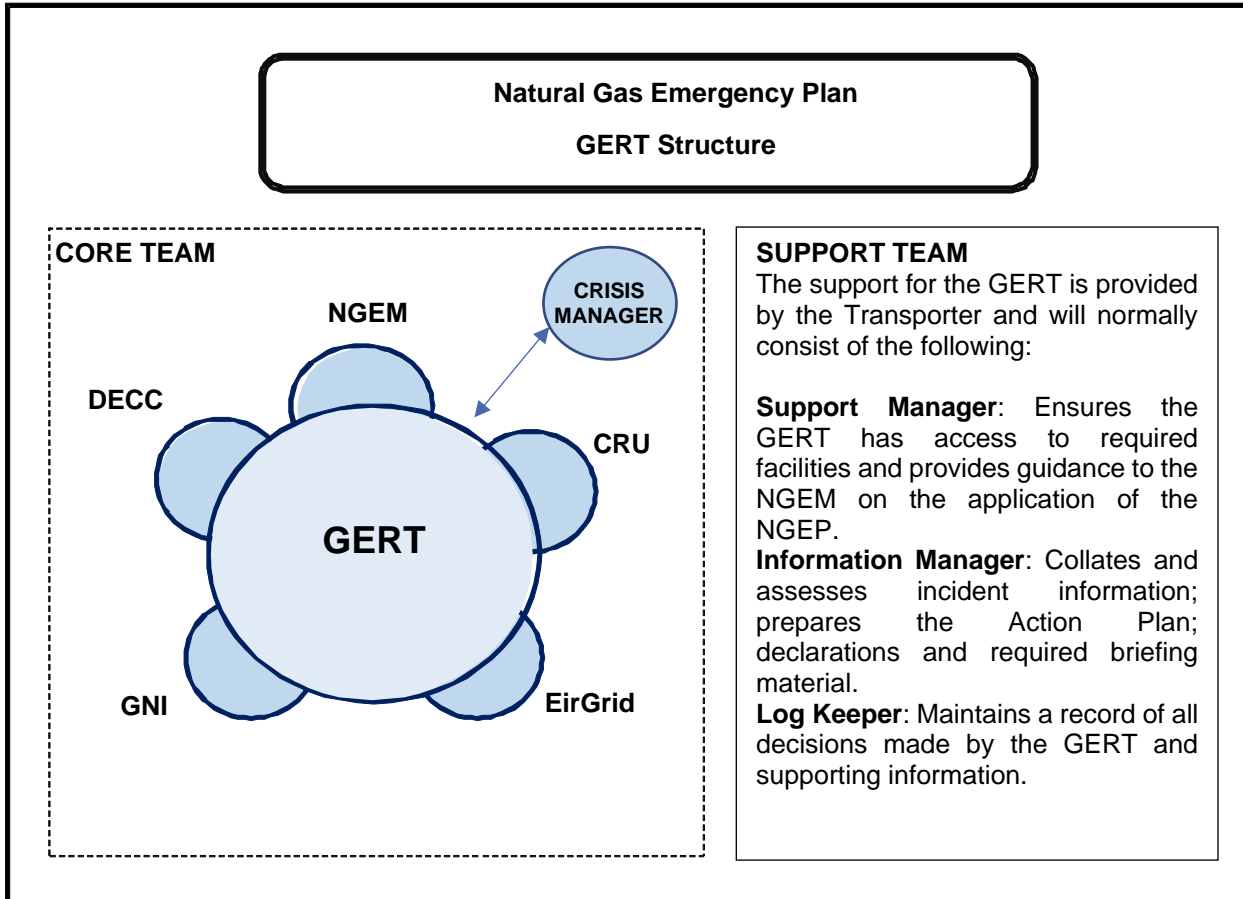 Natural Gas Emergency Plan
GERT Structure
CORE TEAM
CRISIS
MANAGER
NGEM
DECC
CRU
GERT
GNI
EirGrid
SUPPORT TEAM
The support for the GERT is provided
by the Transporter and will normally
consist of the following:
Support Manager: Ensures the
GERT has access to required
facilities and provides guidance to the
NGEM on the application of the
NGEP.
Information Manager: Collates and
assesses incident information;
prepares the Action Plan;
declarations and required briefing
material.
Log Keeper: Maintains a record of all
decisions made by the GERT and
supporting information.